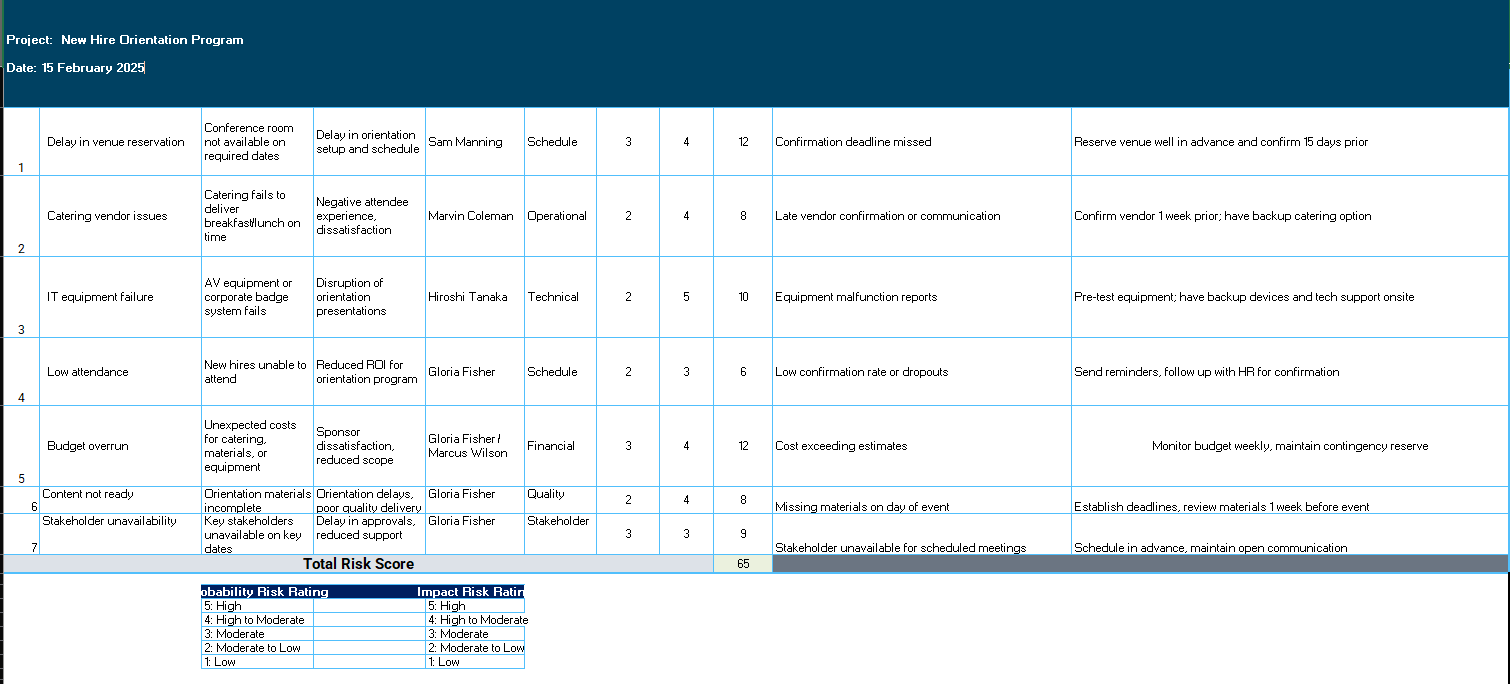 Project: New Hire Orientation Program
Date: 15 February 2025
1 Delay in venue reservation Conference room not available on required dates Delay in orientation setup and schedule Sam Manning Schedule 3 4 12 Confirmation deadline missed Reserve venue well in advance and confirm 15 days prior
2 Catering vendor issues Catering fails to deliver breakfast/lunch on time Negative attendee experience, dissatisfaction Marvin Coleman Operational 2 4 8 Late vendor confirmation or communication Confirm vendor 1 week prior; have backup catering option
3 IT equipment failure AV equipment or corporate badge system fails Disruption of orientation presentations Hiroshi Tanaka Technical 2 5 10 Equipment malfunction reports Pre-test equipment; have backup devices and tech support onsite
4 Low attendance New hires unable to attend Reduced ROI for orientation program Gloria Fisher Schedule 2 3 6 Low confirmation rate or dropouts Send reminders, follow up with HR for confirmation
5 Budget overrun Unexpected costs for catering, materials, or equipment Sponsor dissatisfaction, reduced scope Gloria Fisher / Marcus Wilson Financial 3 4 12 Cost exceeding estimates Monitor budget weekly, maintain contingency reserve
6 Content not ready Orientation materials incomplete Orientation delays, poor quality delivery Gloria Fisher Quality 2 4 8 Missing materials on day of event Establish deadlines, review materials 1 week before event
7 Stakeholder unavailability Key stakeholders unavailable on key dates Delay in approvals, reduced support Gloria Fisher Stakeholder 3 3 9 Stakeholder unavailable for scheduled meetings Schedule in advance, maintain open communication
Total Risk Score 65
obability Risk Rating Impact Risk Ratin
5: High 5: High
4: High to Moderate 4: High to Moderate
3: Moderate 3: Moderate
2: Moderate to Low 2: Moderate to Low
1: Low 1: Low